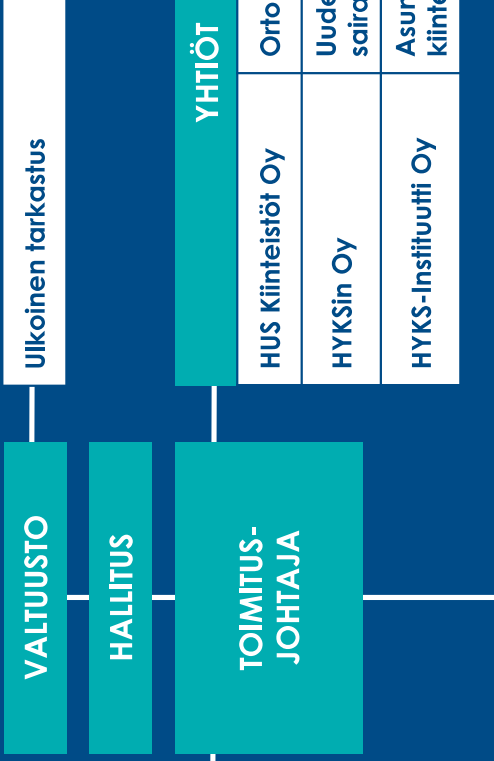 VALTUUSTO
Ulkoinen tarkastus
HALLITUS
TOIMITUS-
JOHTAJA
YHTIÖT
HUS Kiinteistöt Oy
HYKSin Oy
HYKS-Instituutti Oy